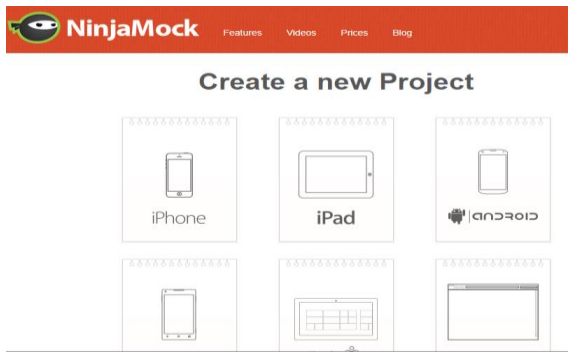 NinjaMock Features Videos Prices Blog
Create a new Project
iPhone iPad android